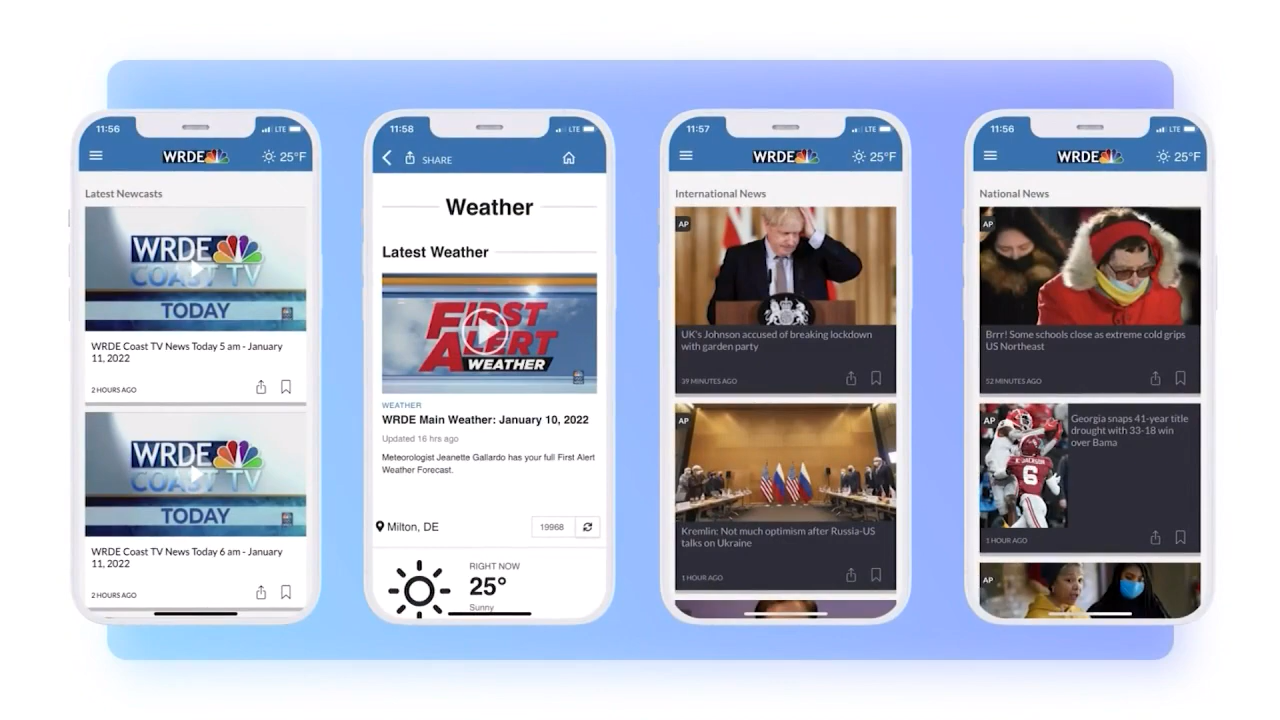 11:56
LTE
WRDE
25°F
Latest Newcasts
WRDE
COAST TV
TODAY
WRDE Coast TV News Today 5 am - January
11, 2022
2 HOURS AGO
WRDE
COAST TV
TODAY
WRDE Coast TV News Today 6 am - January
11, 2022
2 HOURS AGO
11:58
LTE
SHARE
Weather
Latest Weather
FIRST
ALERT
WEATHER
WEATHER
WRDE Main Weather: January 10, 2022
Updated 16 hrs ago
Meteorologist Jeanette Gallardo has your full First Alert
Weather Forecast.
Milton, DE
19968
RIGHT NOW
25°
Sunny
11:57
LTE
WRDE
25°F
International News
AP
UK's Johnson accused of breaking lockdown
with garden party
39 MINUTES AGO
AP
Kremlin: Not much optimism after Russia-US
talks on Ukraine
1 HOUR AGO
11:56
LTE
WRDE
25°F
National News
AP
Brrr! Some schools close as extreme cold grips
US Northeast
52 MINUTES AGO
AP
Georgia snaps 41-year title
drought with 33-18 win
over Bama
6
1 HOUR AGO
AP